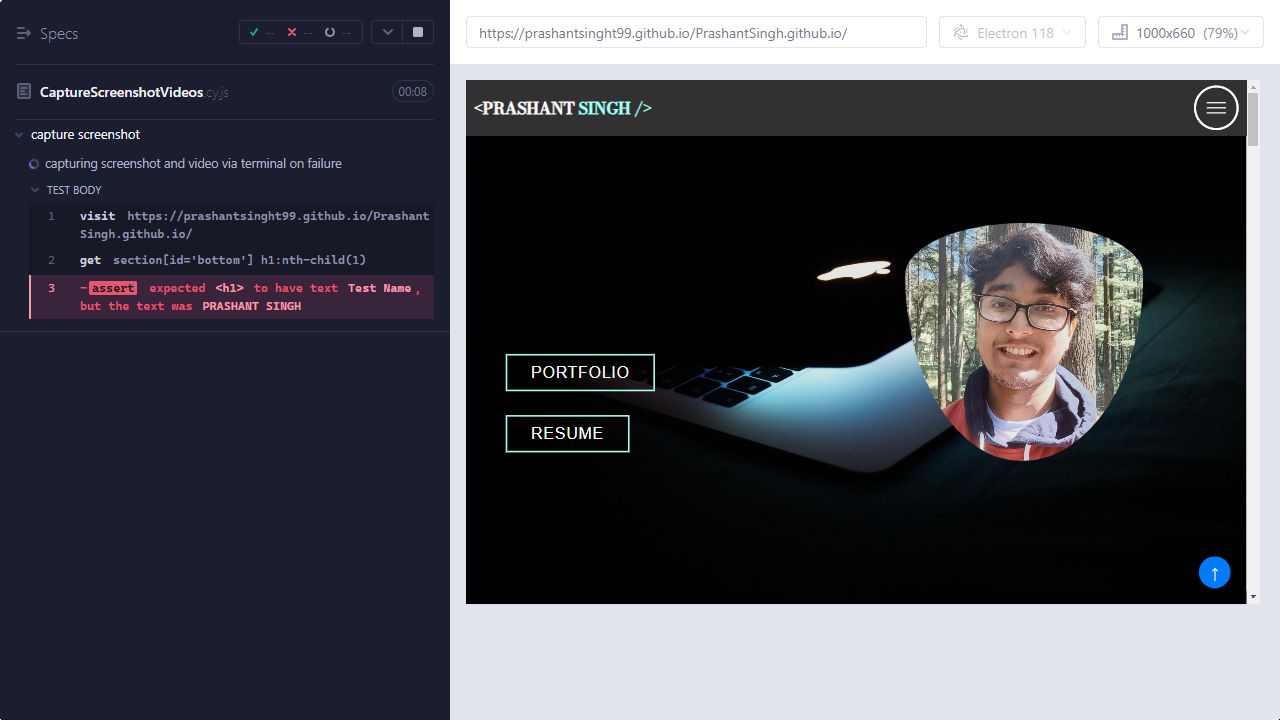 Specs
-- -- --
CaptureScreenshotVideos.cy.js 00:08
capture screenshot
capturing screenshot and video via terminal on failure
TEST BODY
1 visit https://prashantsinght99.github.io/Prashant
Singh.github.io/
2 get section[id='bottom'] h1:nth-child(1)
3 -assert expected <h1> to have text Test Name,
but the text was PRASHANT SINGH
https://prashantsinght99.github.io/PrashantSingh.github.io/
Electron 118
1000x660 (79%)
<PRASHANT SINGH />
PORTFOLIO
RESUME